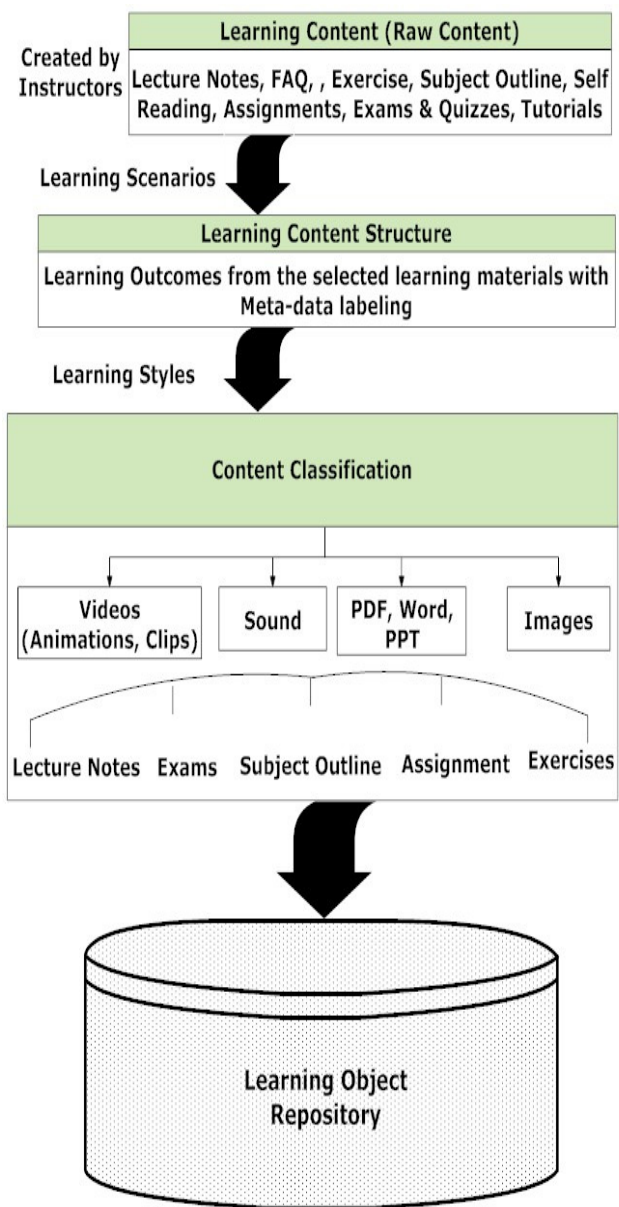 Learning Content (Raw Content)
Created by
Instructors
Lecture Notes, FAQ, , Exercise, Subject Outline, Self
Reading, Assignments, Exams & Quizzes, Tutorials
Learning Scenarios
Learning Content Structure
Learning Outcomes from the selected learning materials with
Meta-data labeling
Learning Styles
Content Classification
Videos
(Animations, Clips)
Sound
PDF, Word,
PPT
Images
Lecture Notes
Exams
Subject Outline
Assignment
Exercises
Learning Object
Repository